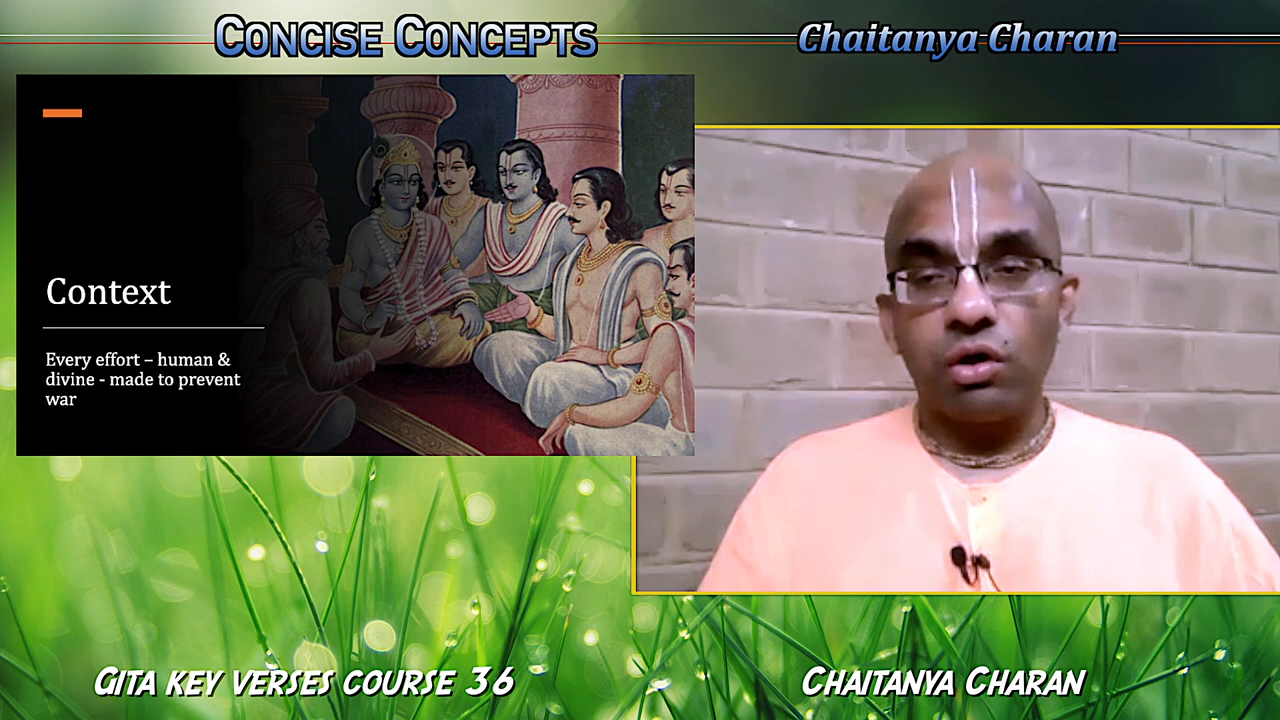 Concise Concepts
Chaitanya Charan
Context
Every effort – human &
divine - made to prevent
war
Gita key verses course 36
Chaitanya Charan